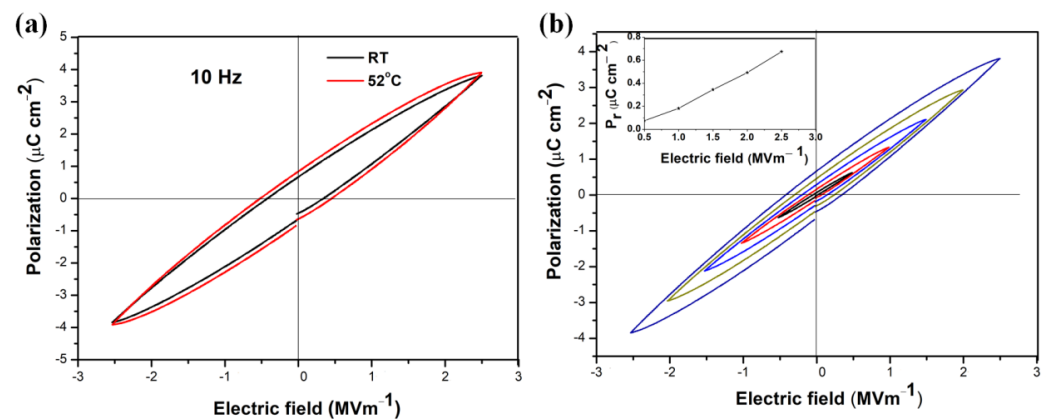 (a)
5
4
3
2
1
0
-1
-2
-3
-4
-5
Polarization (μC cm⁻²)
10 Hz
RT
52°C
-3 -2 -1 0 1 2 3
Electric field (MVm⁻¹)
(b)
4
3
2
1
0
-1
-2
-3
-4
Polarization (μC cm⁻²)
0.8
0.6
0.4
0.2
0.0
Pr (μC cm⁻²)
0.5 1.0 1.5 2.0 2.5 3.0
Electric field (MVm⁻¹)
-3 -2 -1 0 1 2 3
Electric field (MVm⁻¹)